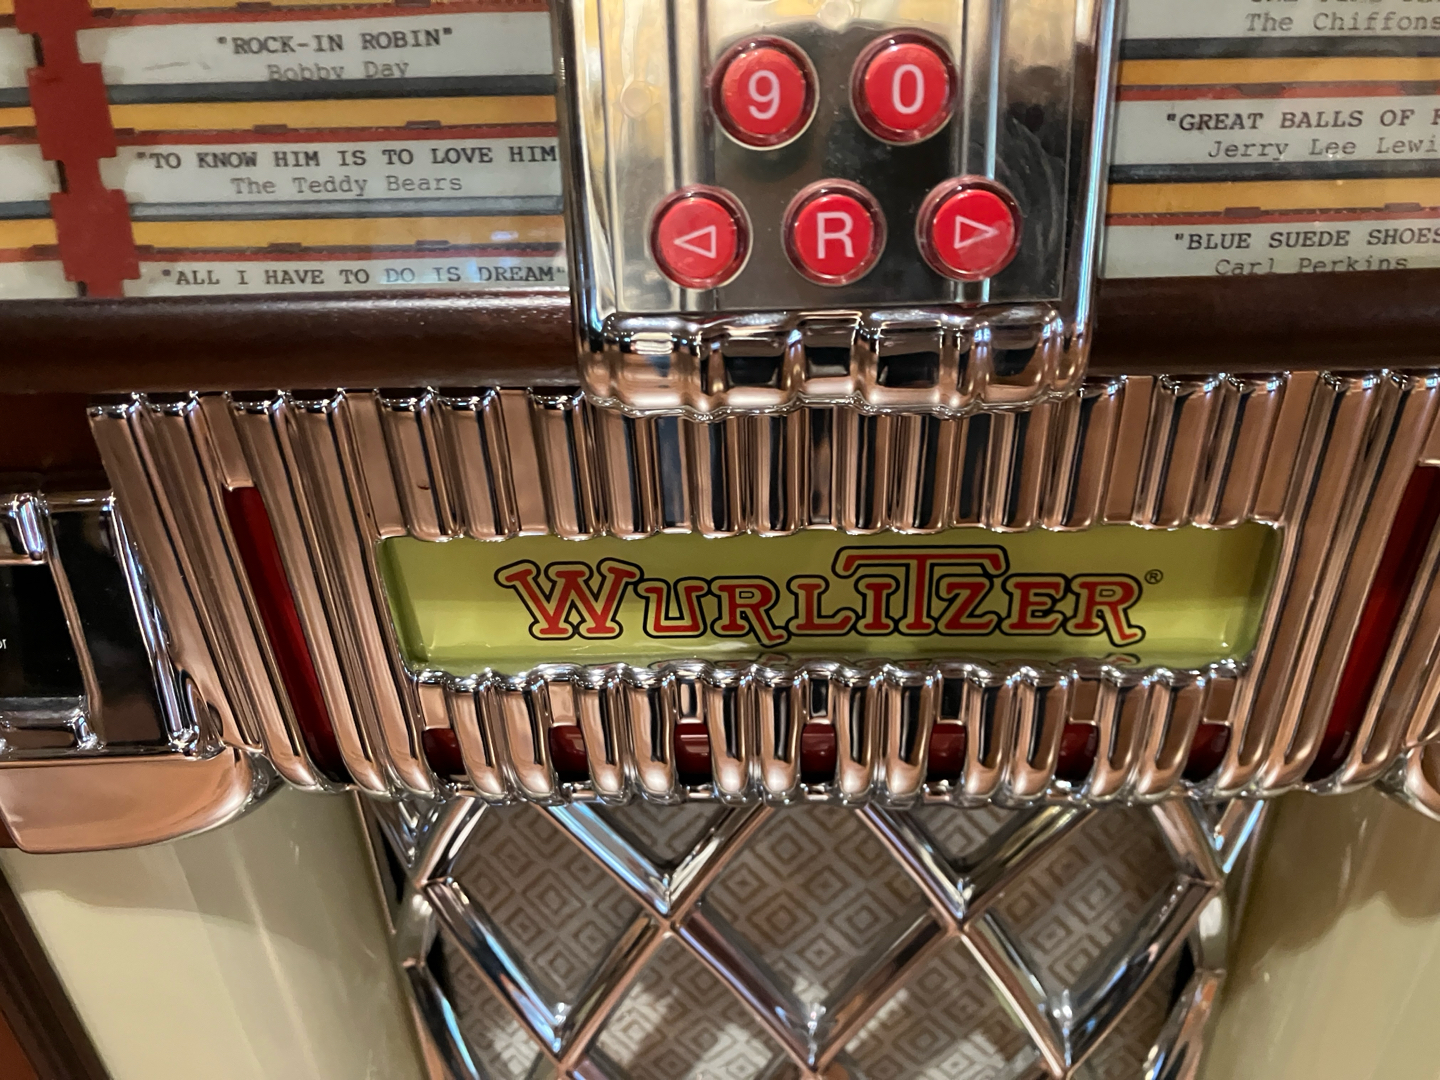 "ROCK-IN ROBIN"
Bobby Day
"TO KNOW HIM IS TO LOVE HIM
The Teddy Bears
"ALL I HAVE TO DO IS DREAM"
9 0
R
The Chiffons
"GREAT BALLS OF
Jerry Lee Lewi
"BLUE SUEDE SHOES
Carl Perkins
WURLITZER®